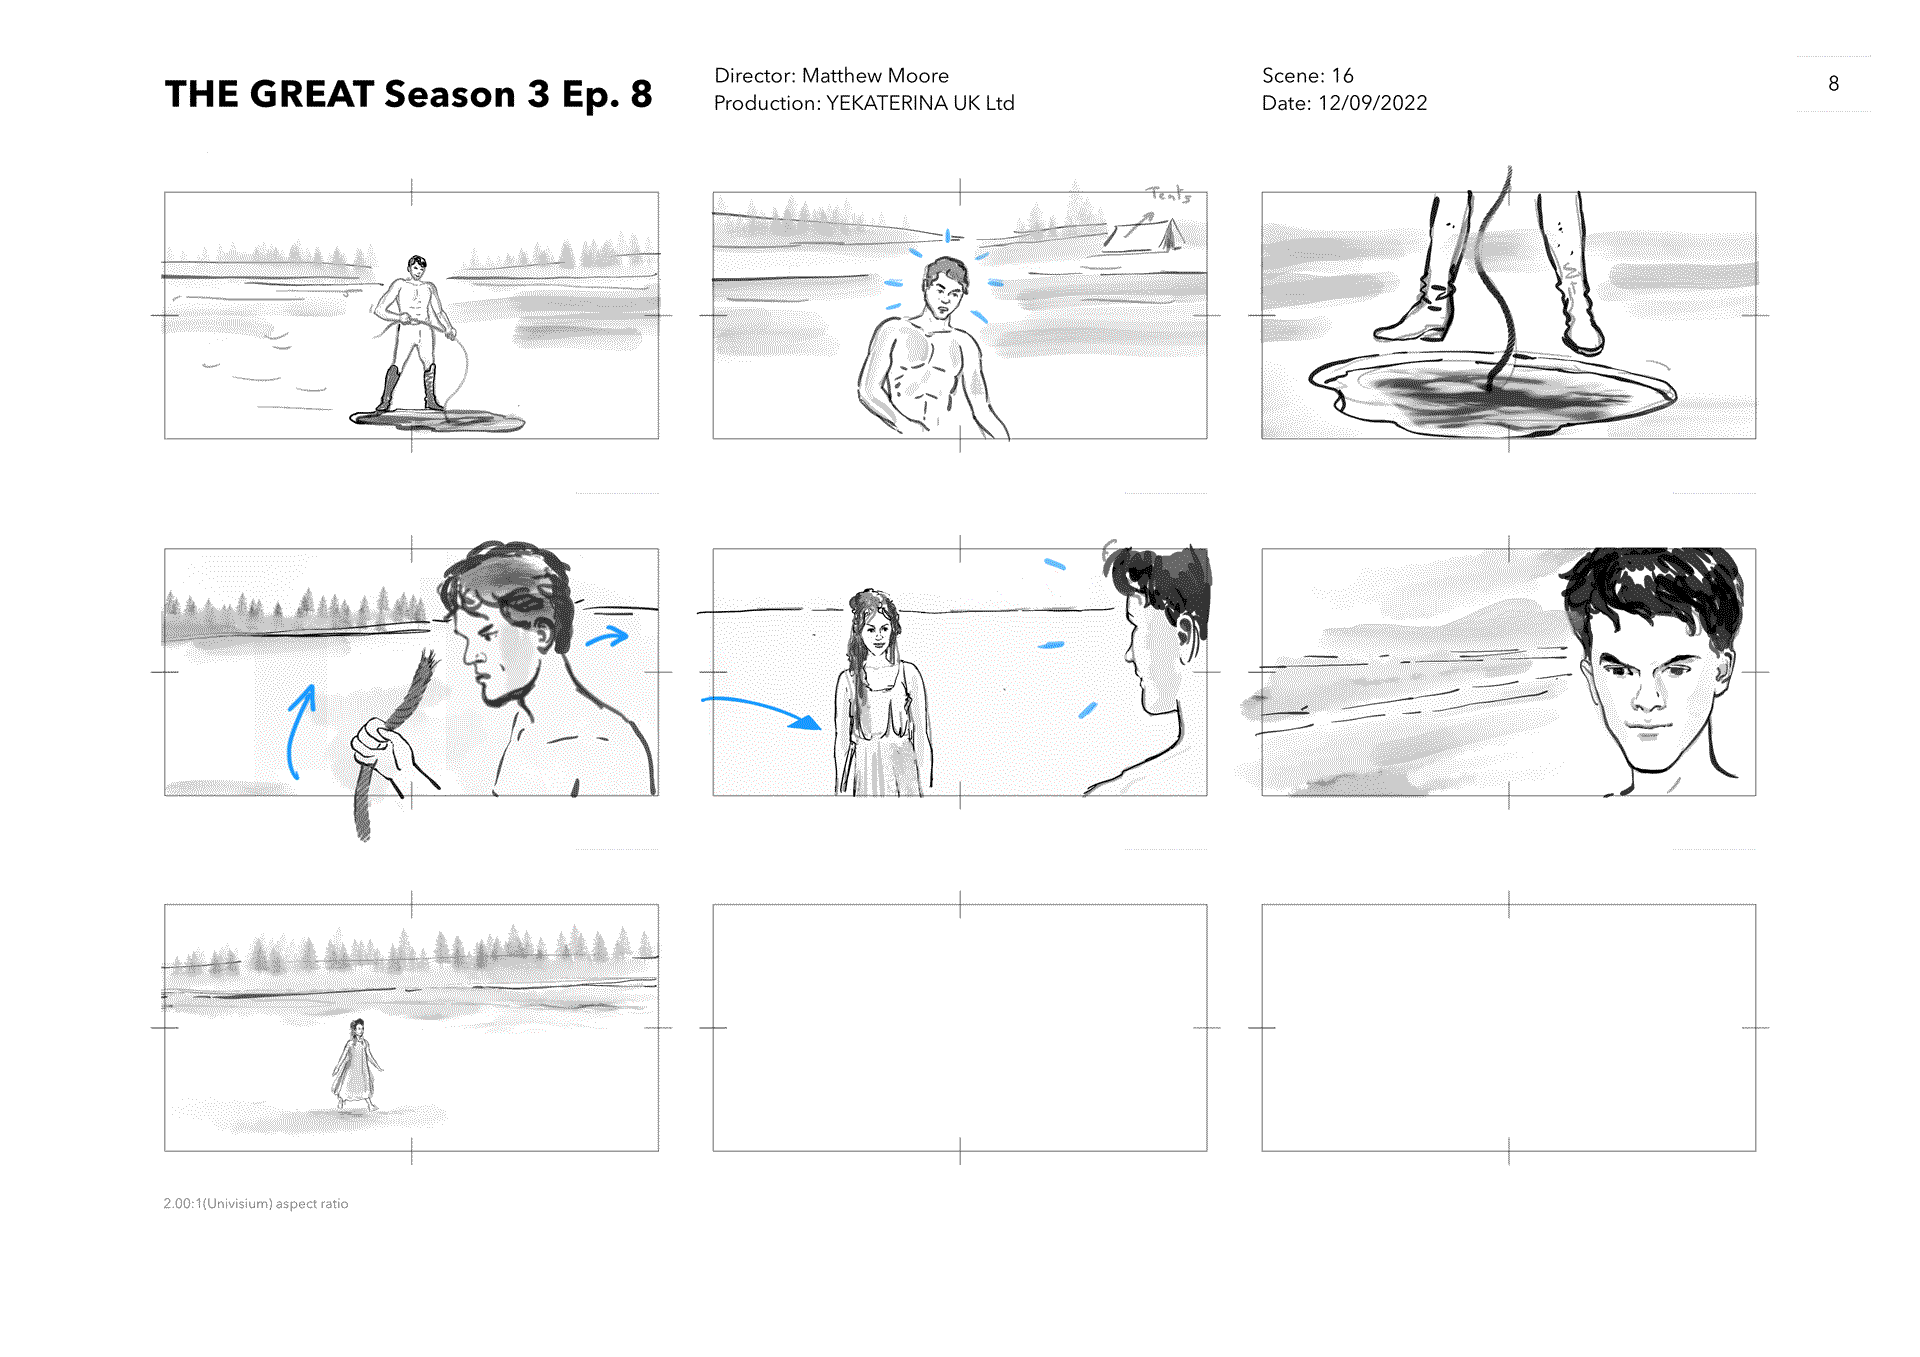 THE GREAT Season 3 Ep. 8
Director: Matthew Moore
Production: YEKATERINA UK Ltd
Scene: 16
Date: 12/09/2022
8
Tents
2.00:1(Univisium) aspect ratio